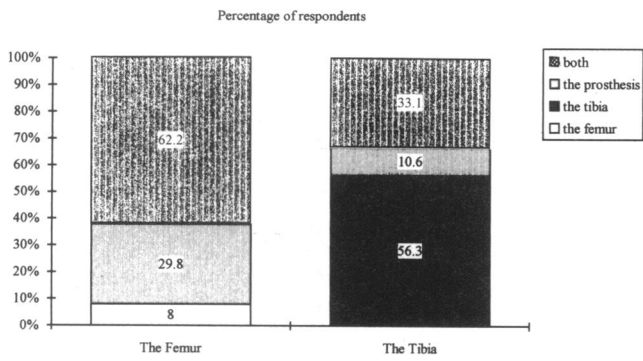 Percentage of respondents
100%
90%
80%
70%
60%
50%
40%
30%
20%
10%
0%
62.2
29.8
8
33.1
10.6
56.3
The Femur
The Tibia
both
the prosthesis
the tibia
the femur